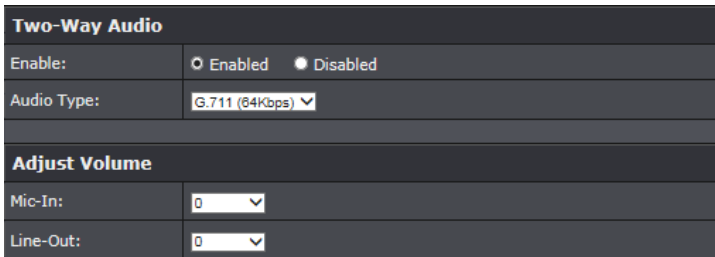 Two-Way Audio
Enable: Enabled Disabled
Audio Type: G.711 (64Kbps)
Adjust Volume
Mic-In: 0
Line-Out: 0